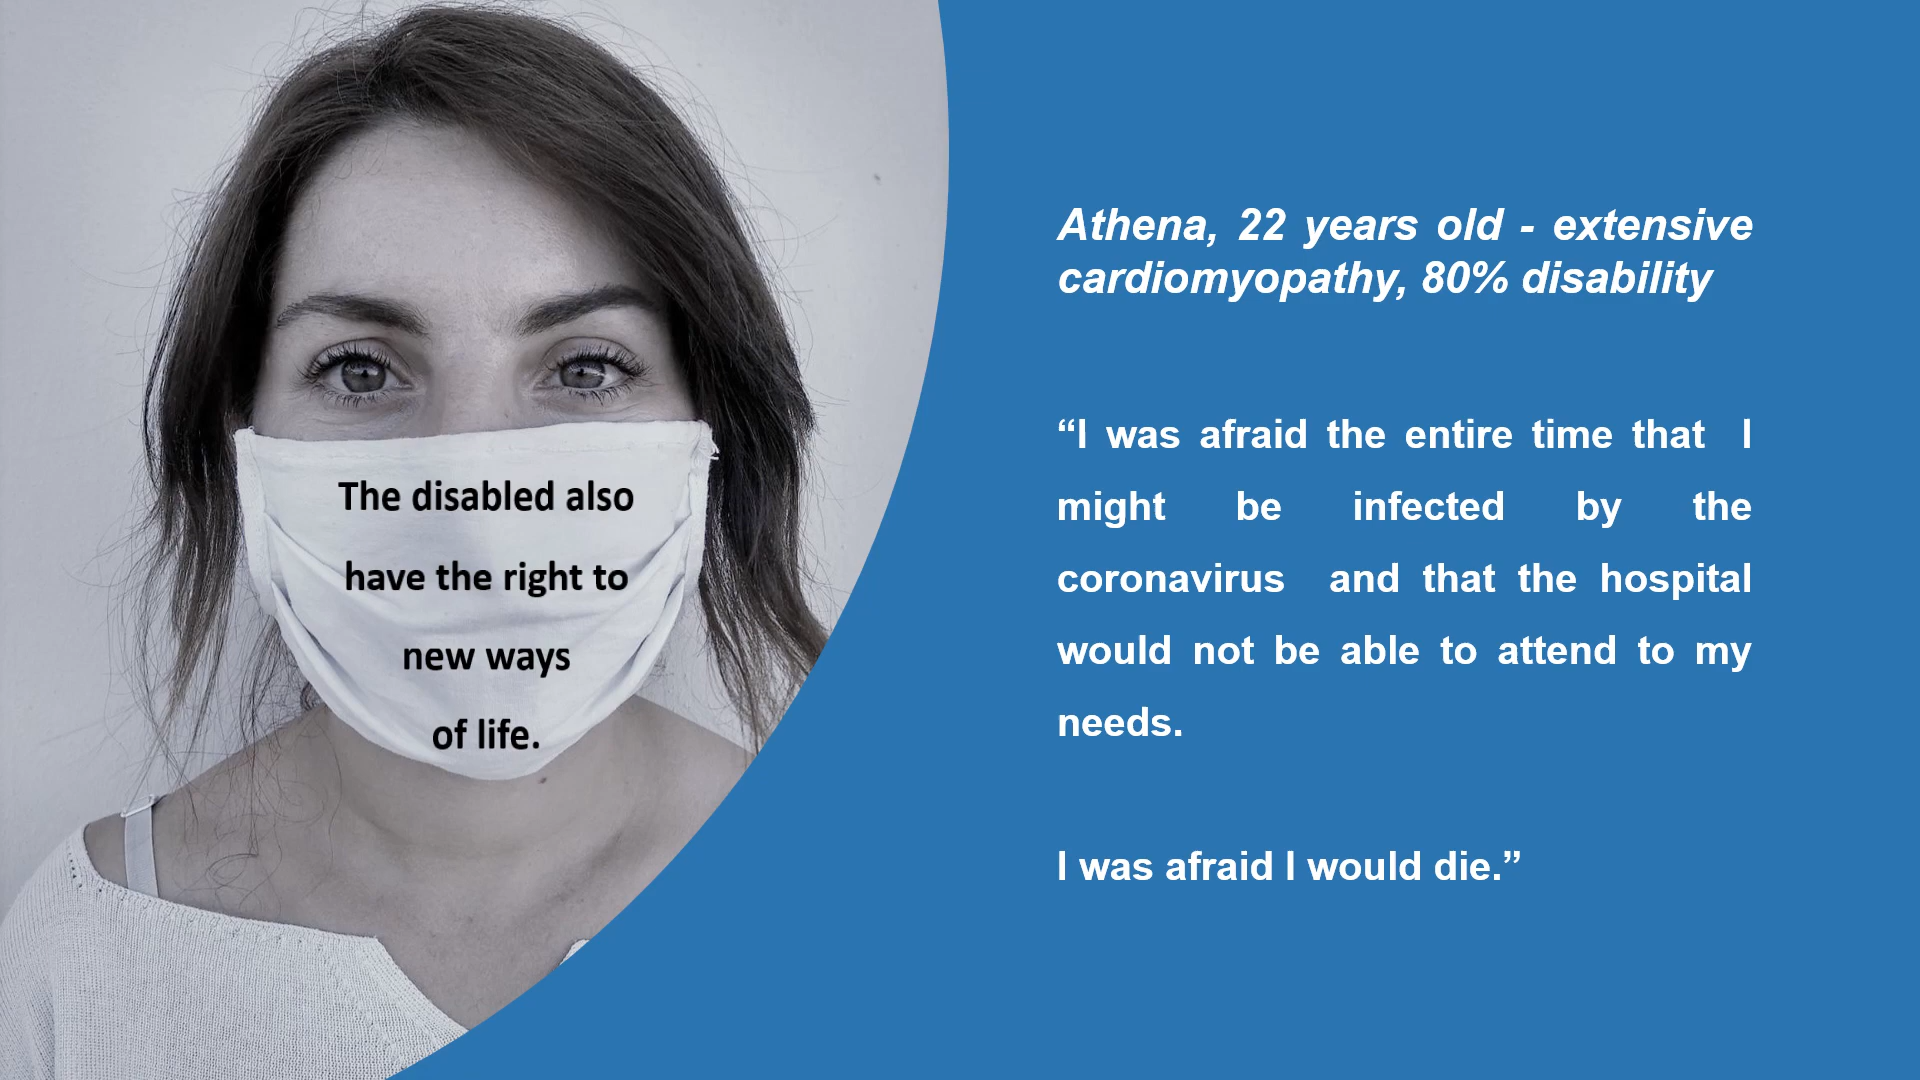 The disabled also
have the right to
new ways
of life.
Athena, 22 years old - extensive
cardiomyopathy, 80% disability
“I was afraid the entire time that I
might be infected by the
coronavirus and that the hospital
would not be able to attend to my
needs.
I was afraid I would die.”